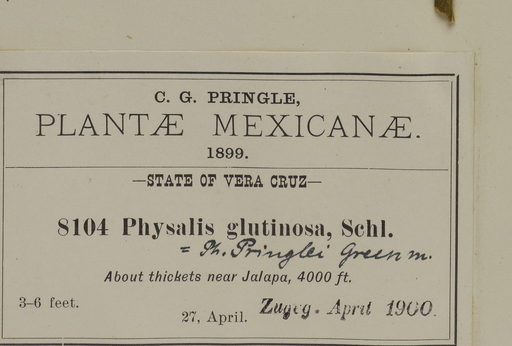 C. G. PRINGLE,
PLANTÆ MEXICANÆ.
1899.
—STATE OF VERA CRUZ—
8104 Physalis glutinosa, Schl.
= Ph. Pringlei Greenm.
About thickets near Jalapa, 4000 ft.
3-6 feet.
27, April. Zugeg. April 1900.